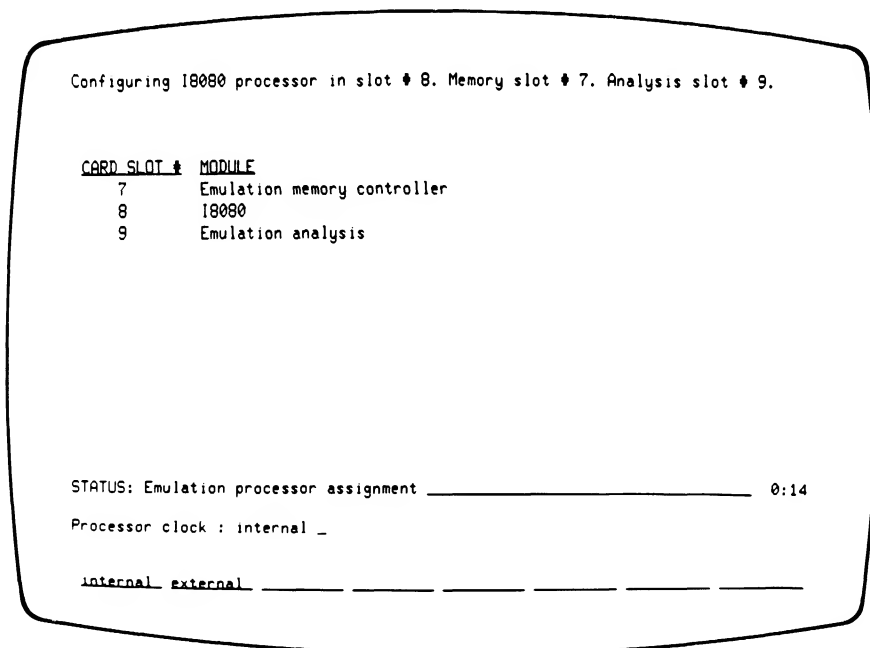 Configuring I8080 processor in slot # 8. Memory slot # 7. Analysis slot # 9.
CARD SLOT # MODULE
7 Emulation memory controller
8 I8080
9 Emulation analysis
STATUS: Emulation processor assignment 0:14
Processor clock : internal _
internal external